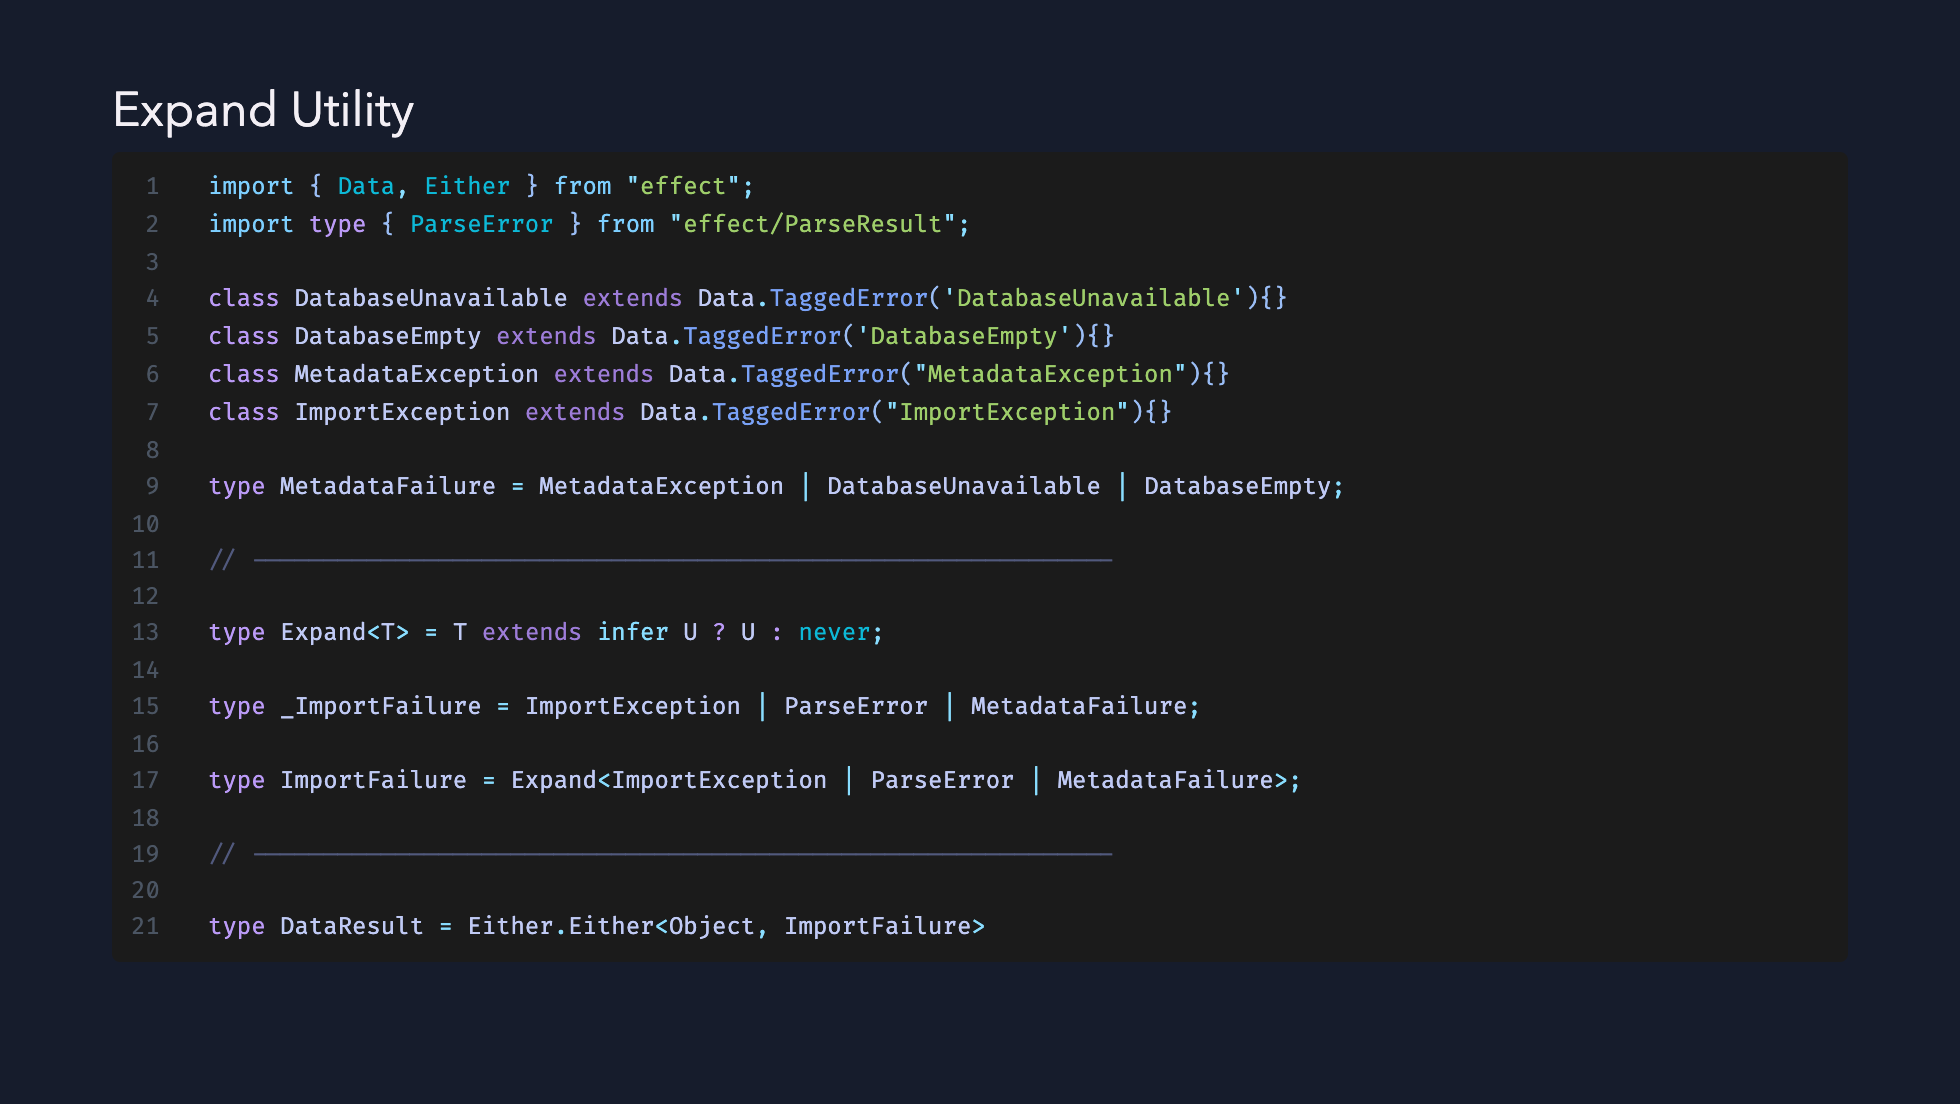 Expand Utility
1 import { Data, Either } from "effect";
2 import type { ParseError } from "effect/ParseResult";
3
4 class DatabaseUnavailable extends Data.TaggedError('DatabaseUnavailable'){}
5 class DatabaseEmpty extends Data.TaggedError('DatabaseEmpty'){}
6 class MetadataException extends Data.TaggedError("MetadataException"){}
7 class ImportException extends Data.TaggedError("ImportException"){}
8
9 type MetadataFailure = MetadataException | DatabaseUnavailable | DatabaseEmpty;
10
11 // ────────────────────────────────────────────────────────────
12
13 type Expand<T> = T extends infer U ? U : never;
14
15 type _ImportFailure = ImportException | ParseError | MetadataFailure;
16
17 type ImportFailure = Expand<ImportException | ParseError | MetadataFailure>;
18
19 // ────────────────────────────────────────────────────────────
20
21 type DataResult = Either.Either<Object, ImportFailure>